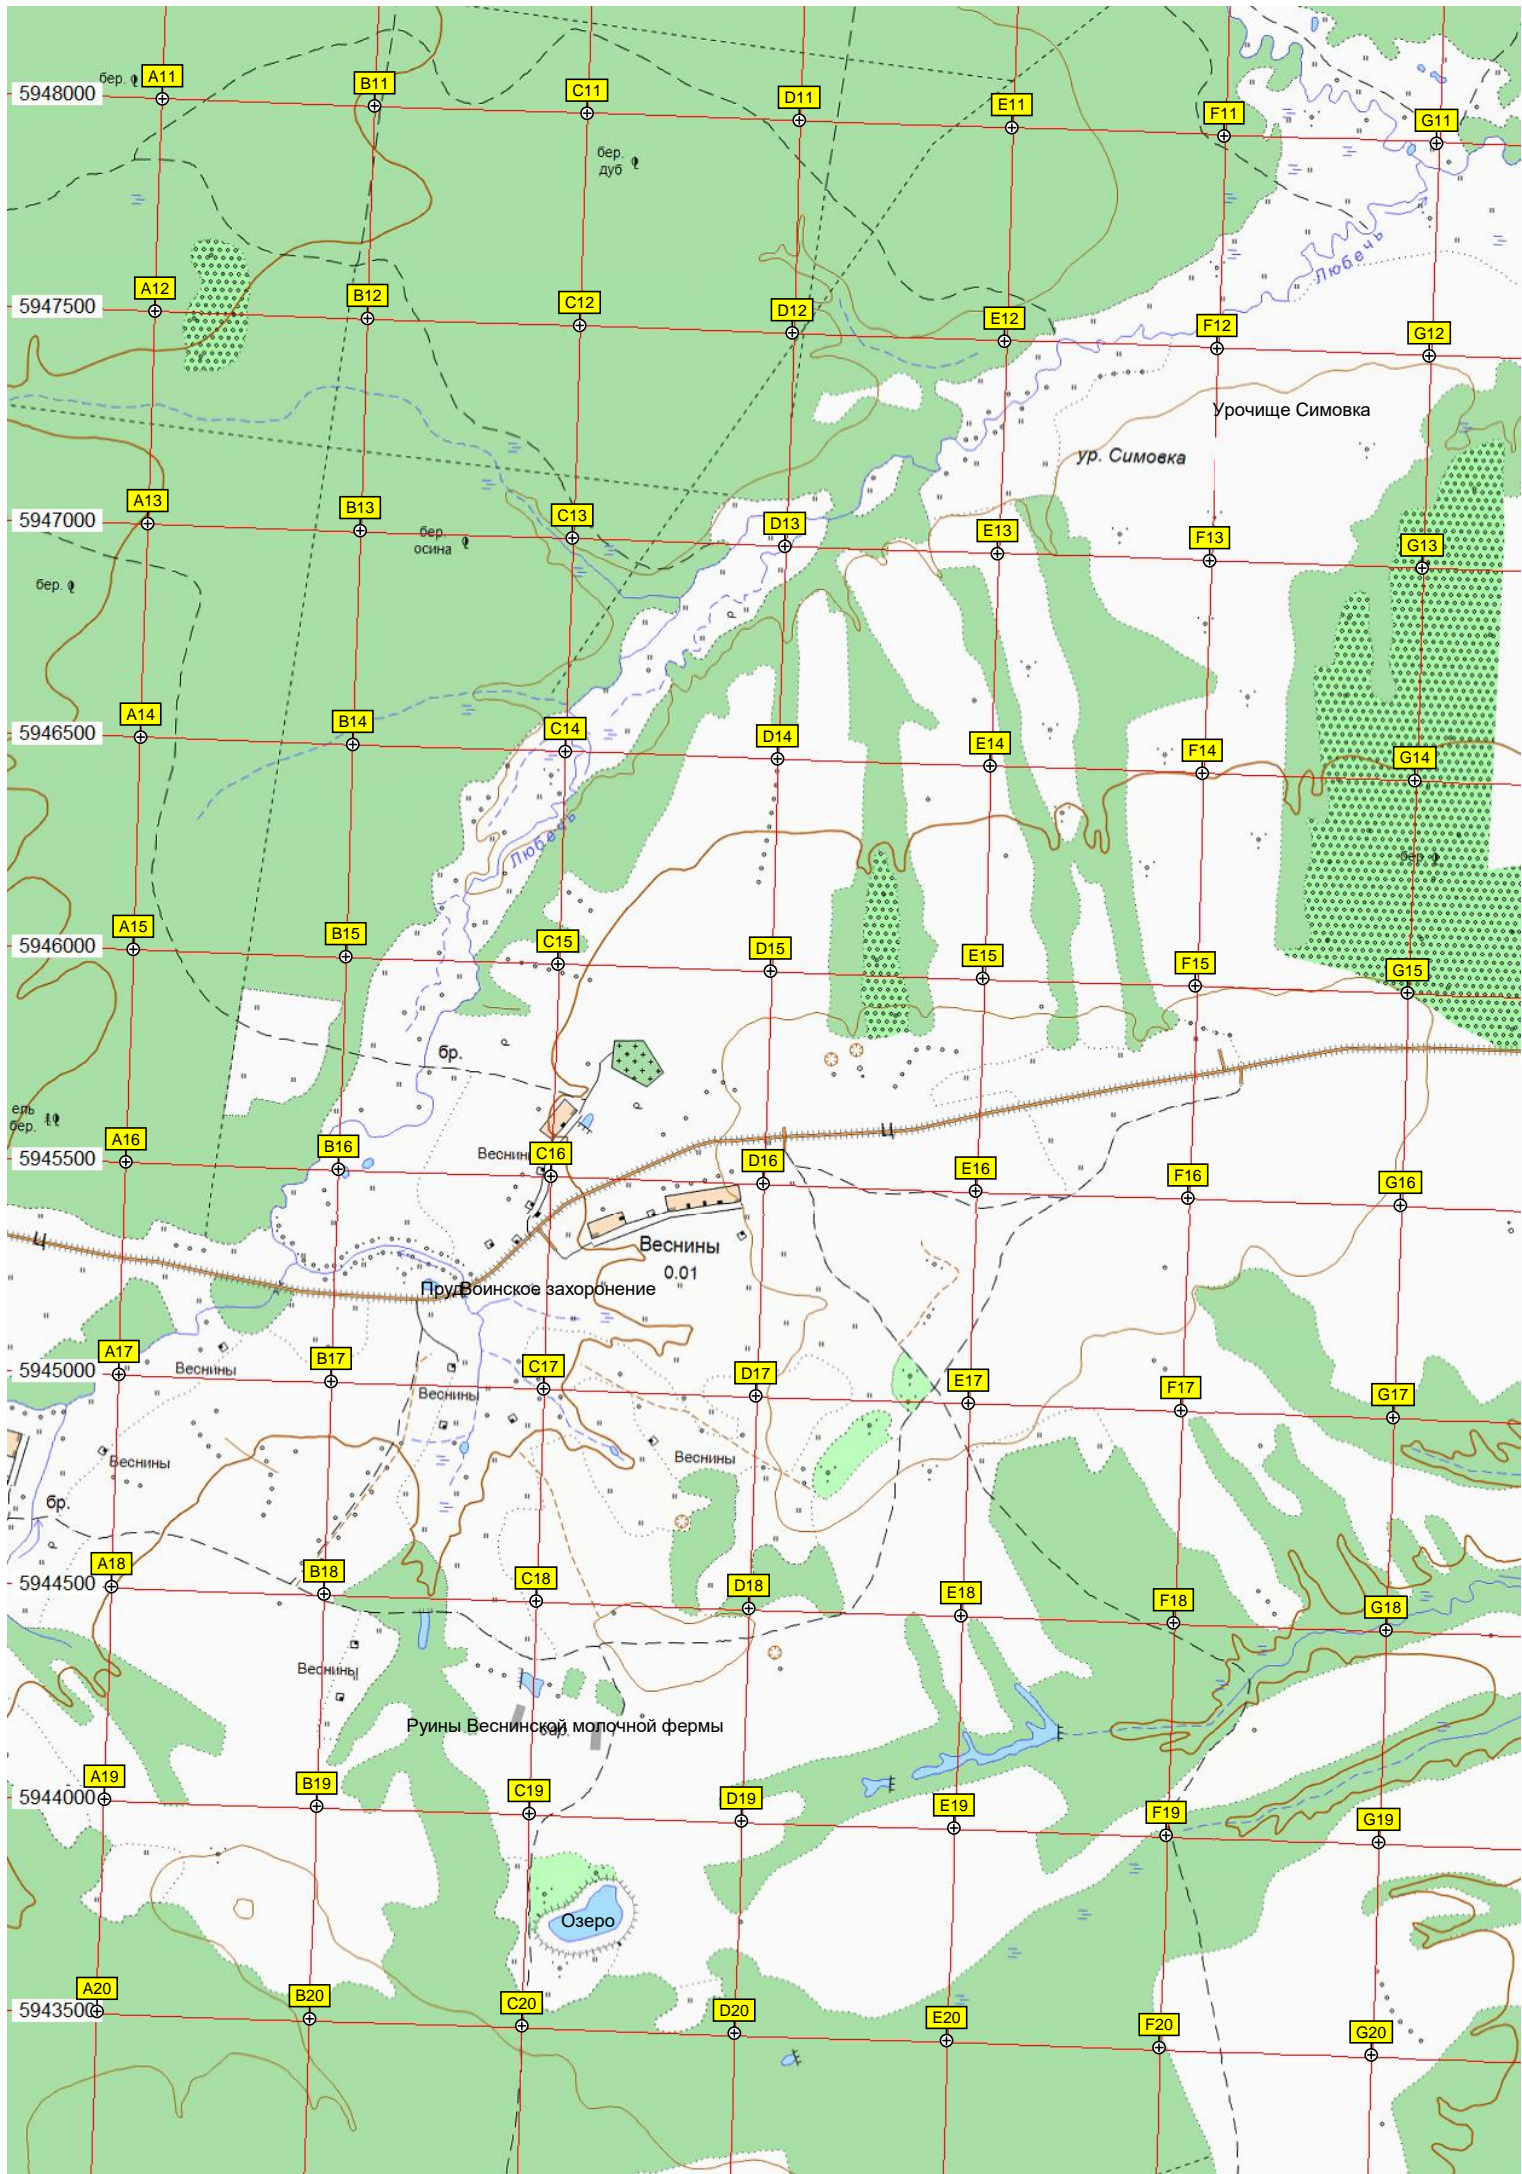 бер.
A11
B11
C11
D11
E11
F11
G11
5948000
бер.
дуб
Любечь
A12
B12
C12
D12
E12
F12
G12
5947500
Урочище Симовка
ур. Симовка
A13
B13
C13
D13
E13
F13
G13
5947000
бер.
осина
бер.
A14
B14
C14
D14
E14
F14
G14
5946500
Любечь
бер.
A15
B15
C15
D15
E15
F15
G15
5946000
бр.
ель
бер.
Ц
A16
B16
Веснины
C16
D16
E16
F16
G16
5945500
Ц
Веснины
0.01
Пруд
Воинское захоронение
A17
B17
C17
D17
E17
F17
G17
5945000
Веснины
Веснины
Веснины
Веснины
бр.
A18
B18
C18
D18
E18
F18
G18
5944500
Веснины
Руины Веснинской молочной фермы
A19
B19
C19
D19
E19
F19
G19
5944000
Озеро
A20
B20
C20
D20
E20
F20
G20
5943500